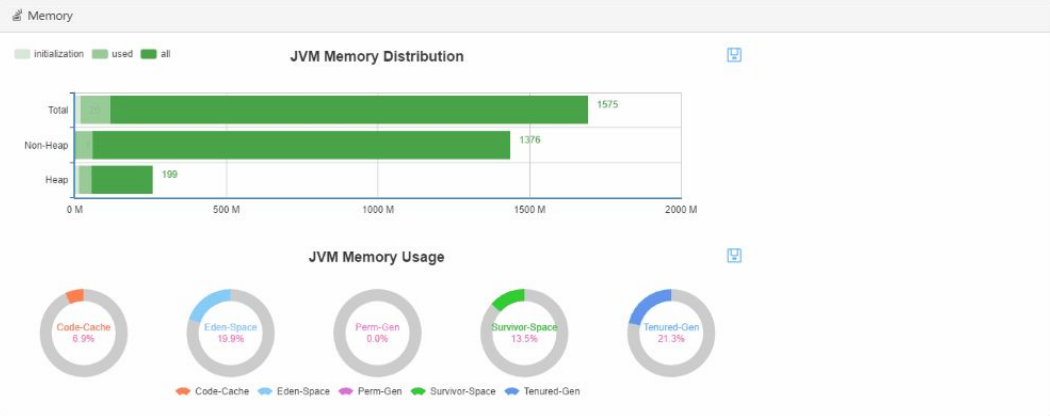 Memory
initialization used all
JVM Memory Distribution
Total
1575
Non-Heap
1376
Heap
199
0 M 500 M 1000 M 1500 M 2000 M
JVM Memory Usage
Code-Cache
6.9%
Eden-Space
19.9%
Perm-Gen
0.0%
Survivor-Space
13.5%
Tenured-Gen
21.3%
Code-Cache Eden-Space Perm-Gen Survivor-Space Tenured-Gen